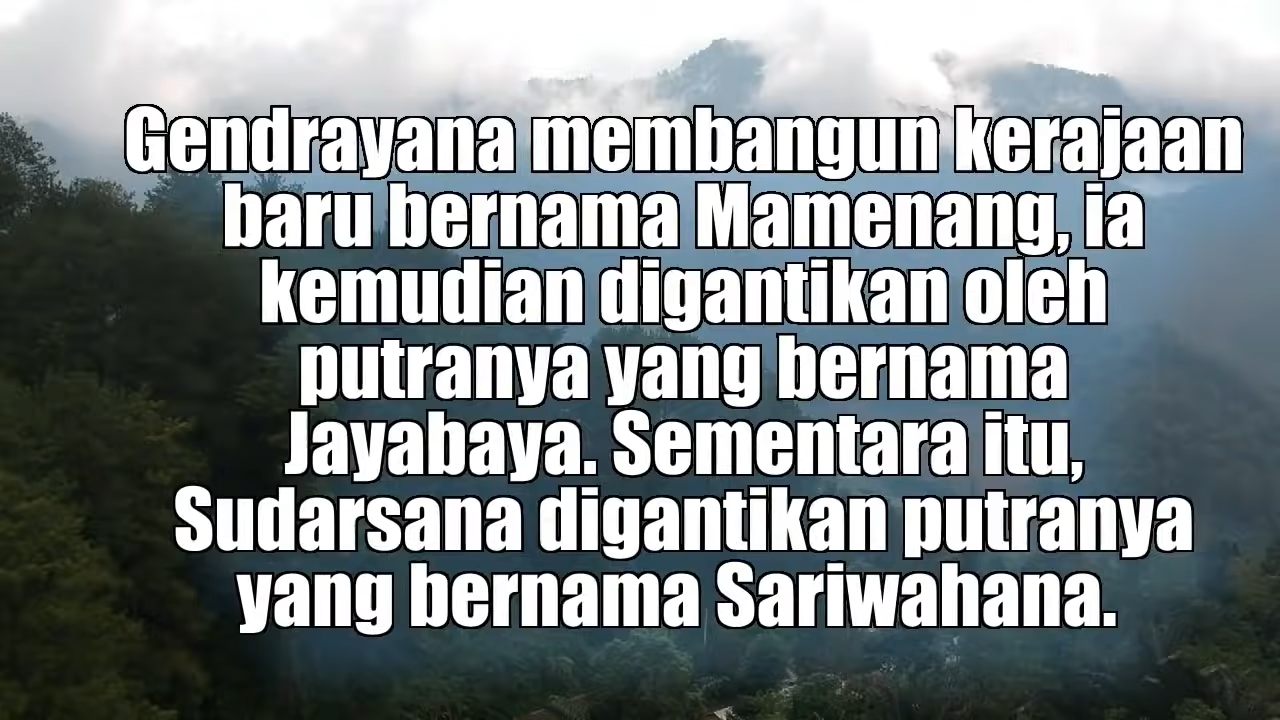 Gendrayana membangun kerajaan
baru bernama Mamenang, ia
kemudian digantikan oleh
putranya yang bernama
Jayabaya. Sementara itu,
Sudarsana digantikan putranya
yang bernama Sariwahana.